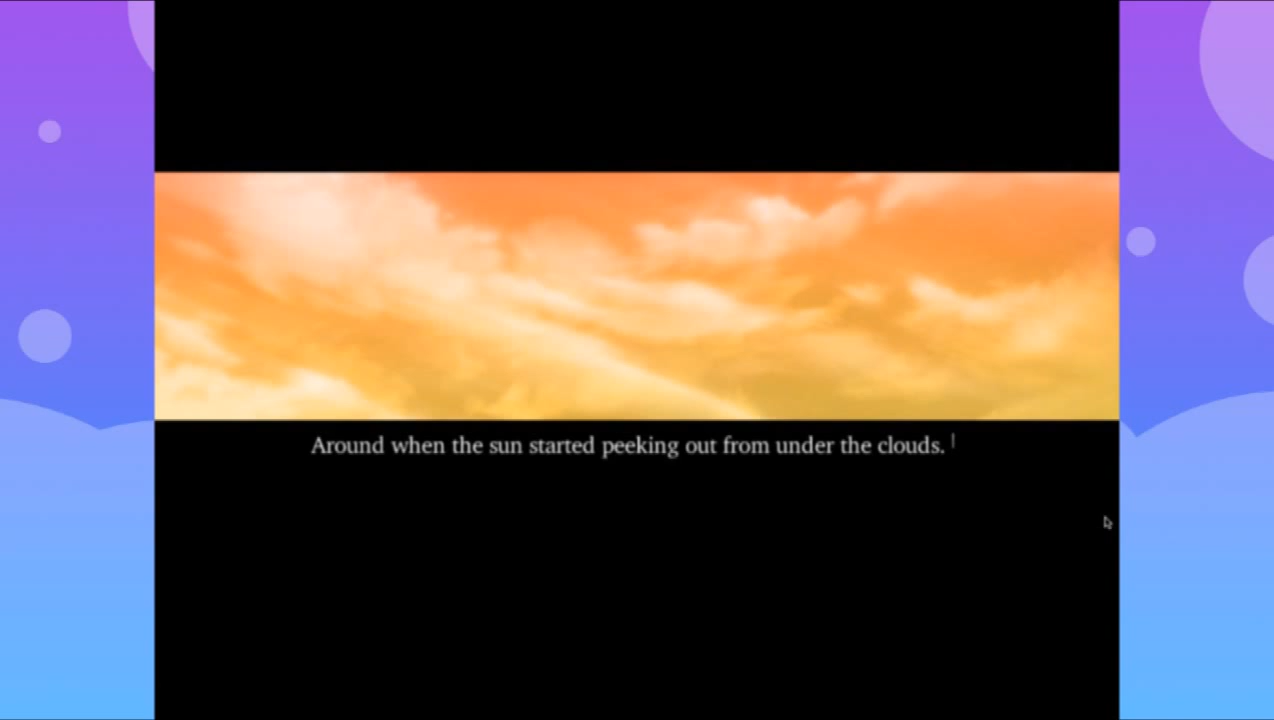 Around when the sun started peeking out from under the clouds.